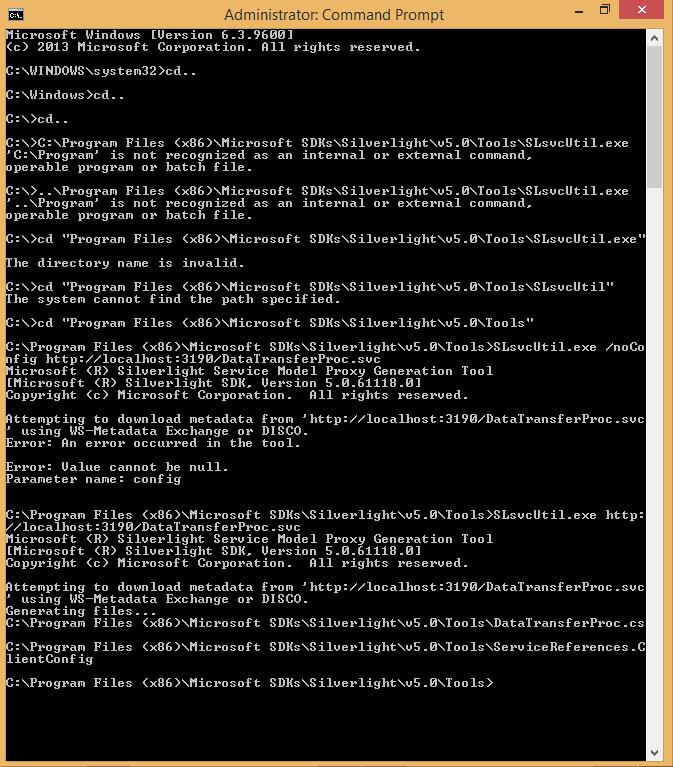 Administrator: Command Prompt
Microsoft Windows [Version 6.3.9600]
(c) 2013 Microsoft Corporation. All rights reserved.
C:\WINDOWS\system32>cd..
C:\Windows>cd..
C:\>cd..
C:\>C:\Program Files (x86)\Microsoft SDKs\Silverlight\v5.0\Tools\SLsvcUtil.exe
'C:\Program' is not recognized as an internal or external command,
operable program or batch file.
C:\>..\Program Files (x86)\Microsoft SDKs\Silverlight\v5.0\Tools\SLsvcUtil.exe
'..\Program' is not recognized as an internal or external command,
operable program or batch file.
C:\>cd "Program Files (x86)\Microsoft SDKs\Silverlight\v5.0\Tools\SLsvcUtil.exe"
The directory name is invalid.
C:\>cd "Program Files (x86)\Microsoft SDKs\Silverlight\v5.0\Tools\SLsvcUtil"
The system cannot find the path specified.
C:\>cd "Program Files (x86)\Microsoft SDKs\Silverlight\v5.0\Tools"
C:\Program Files (x86)\Microsoft SDKs\Silverlight\v5.0\Tools>SLsvcUtil.exe /noCo
nfig http://localhost:3190/DataTransferProc.svc
Microsoft (R) Silverlight Service Model Proxy Generation Tool
[Microsoft (R) Silverlight SDK, Version 5.0.61118.0]
Copyright (c) Microsoft Corporation.  All rights reserved.
Attempting to download metadata from 'http://localhost:3190/DataTransferProc.svc
' using WS-Metadata Exchange or DISCO.
Error: An error occurred in the tool.
Error: Value cannot be null.
Parameter name: config
C:\Program Files (x86)\Microsoft SDKs\Silverlight\v5.0\Tools>SLsvcUtil.exe http:
//localhost:3190/DataTransferProc.svc
Microsoft (R) Silverlight Service Model Proxy Generation Tool
[Microsoft (R) Silverlight SDK, Version 5.0.61118.0]
Copyright (c) Microsoft Corporation.  All rights reserved.
Attempting to download metadata from 'http://localhost:3190/DataTransferProc.svc
' using WS-Metadata Exchange or DISCO.
Generating files...
C:\Program Files (x86)\Microsoft SDKs\Silverlight\v5.0\Tools\DataTransferProc.cs
C:\Program Files (x86)\Microsoft SDKs\Silverlight\v5.0\Tools\ServiceReferences.C
lientConfig
C:\Program Files (x86)\Microsoft SDKs\Silverlight\v5.0\Tools>